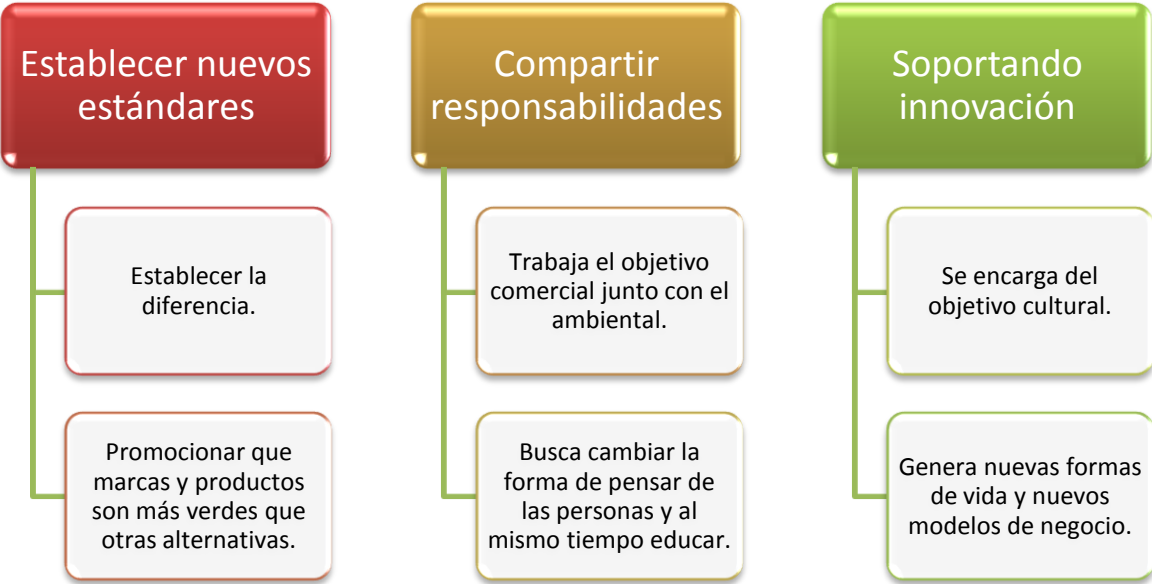 Establecer nuevos
estándares
Establecer la
diferencia.
Promocionar que
marcas y productos
son más verdes que
otras alternativas.
Compartir
responsabilidades
Trabaja el objetivo
comercial junto con el
ambiental.
Busca cambiar la
forma de pensar de
las personas y al
mismo tiempo educar.
Soportando
innovación
Se encarga del
objetivo cultural.
Genera nuevas formas
de vida y nuevos
modelos de negocio.